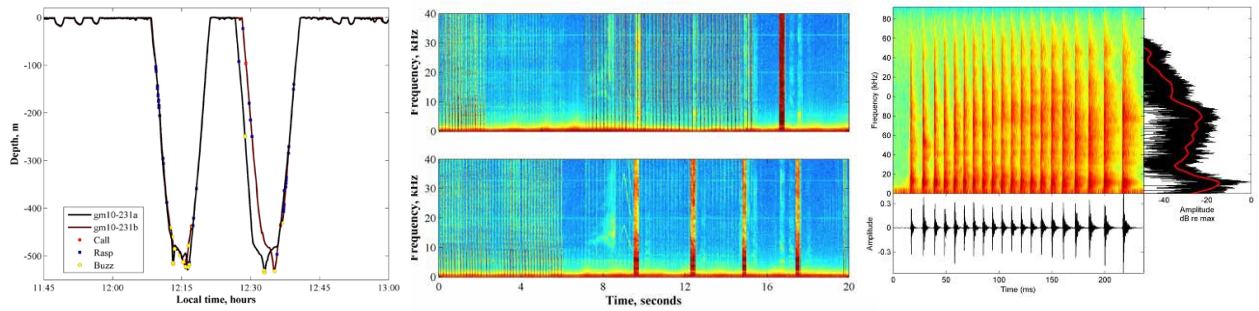 0
-100
-200
-300
-400
-500
Depth, m
gm10-231a
gm10-231b
Call
Rasp
Buzz
11:45
12:00
12:15
12:30
12:45
13:00
Local time, hours
40
30
20
10
0
Frequency, kHz
40
30
20
10
0
Frequency, kHz
0
4
8
12
16
20
Time, seconds
80
60
40
20
0
Frequency (kHz)
0.3
0
-0.3
Amplitude
0
50
100
150
200
Time (ms)
-40
-20
0
Amplitude
dB re max